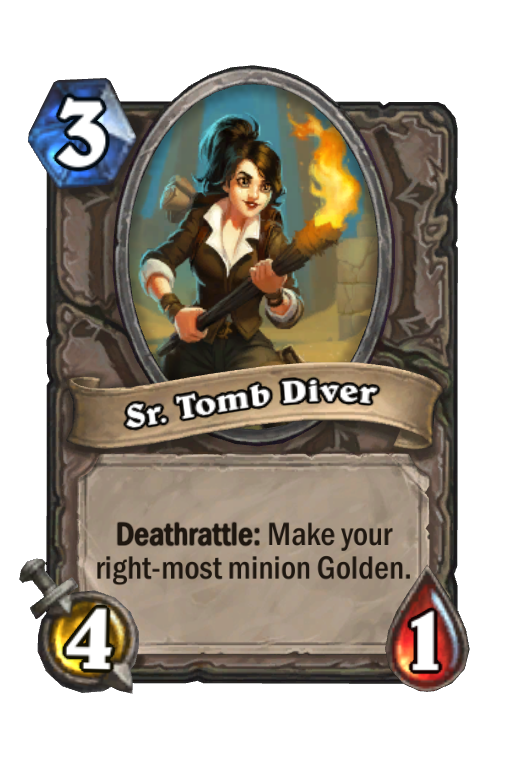 3
Sr. Tomb Diver
Deathrattle: Make your
right-most minion Golden.
4
1